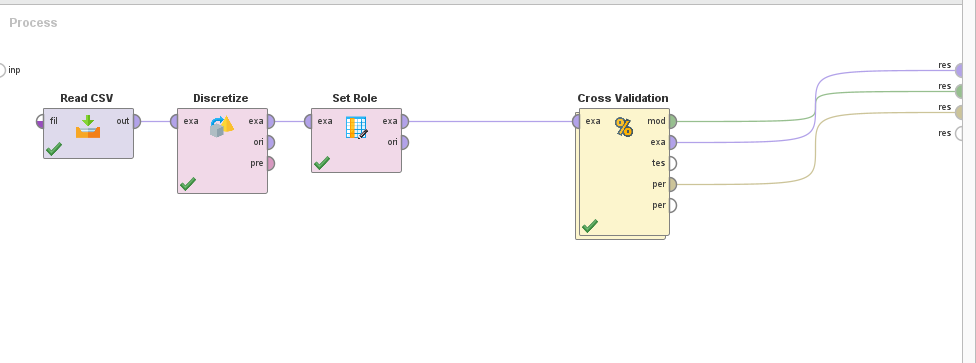 Process
inp
Read CSV
fil
out
Discretize
exa
exa
ori
pre
Set Role
exa
exa
ori
Cross Validation
exa
mod
exa
tes
per
per
%
res
res
res
res